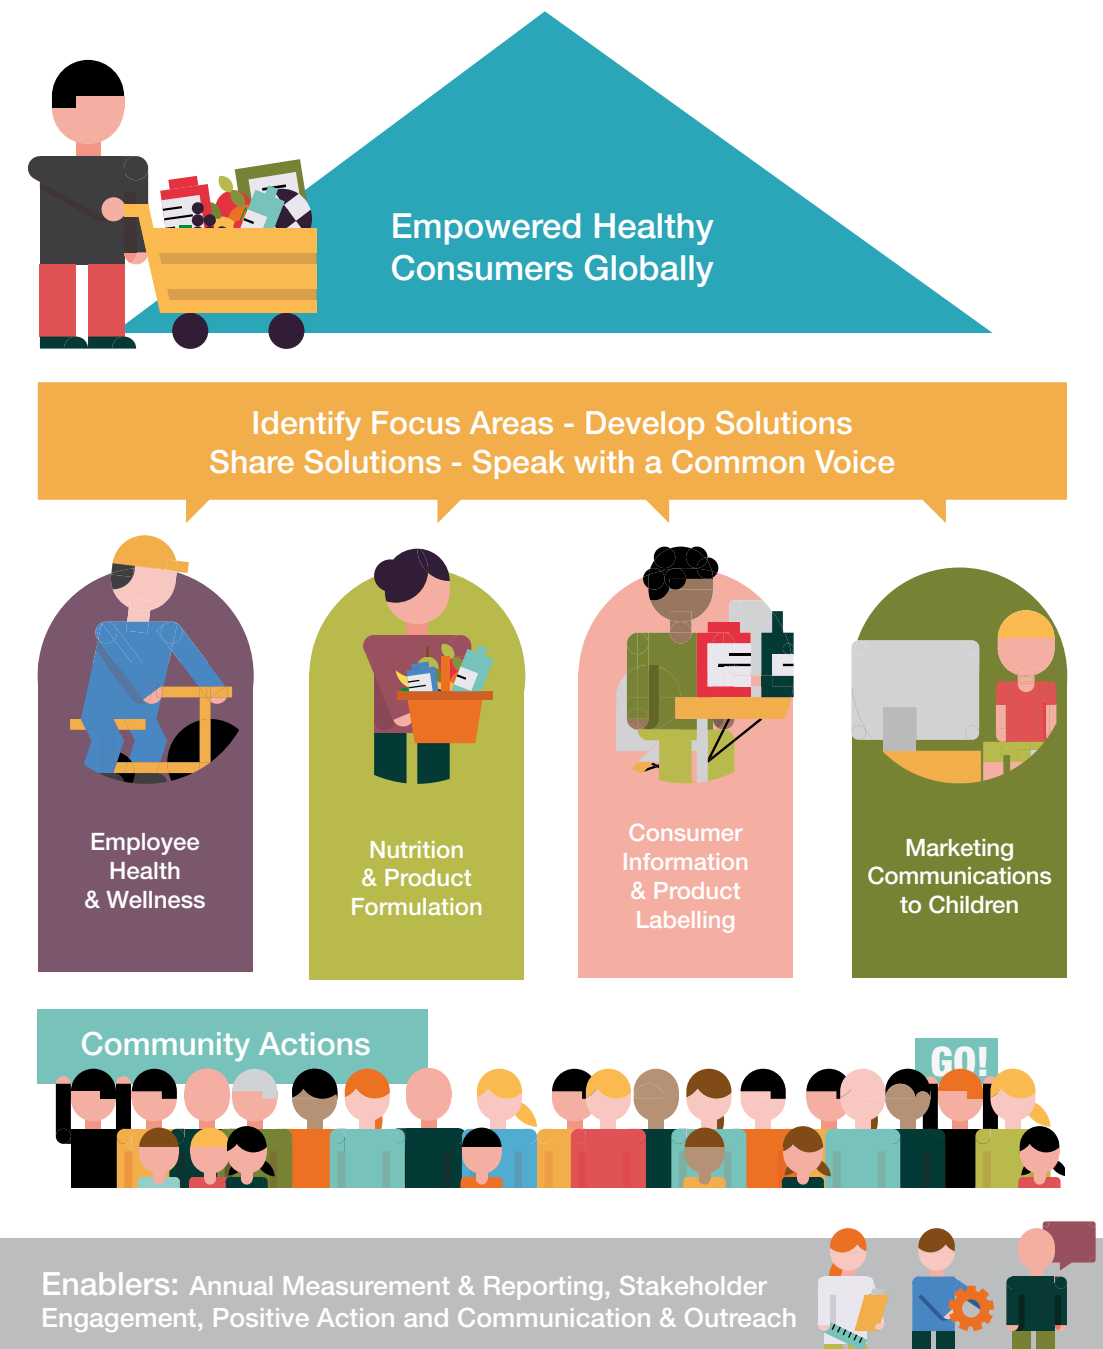 Empowered Healthy
Consumers Globally
Identify Focus Areas - Develop Solutions
Share Solutions - Speak with a Common Voice
Employee
Health
& Wellness
Nutrition
& Product
Formulation
Consumer
Information
& Product
Labelling
Marketing
Communications
to Children
Community Actions
GO!
Enablers: Annual Measurement & Reporting, Stakeholder
Engagement, Positive Action and Communication & Outreach